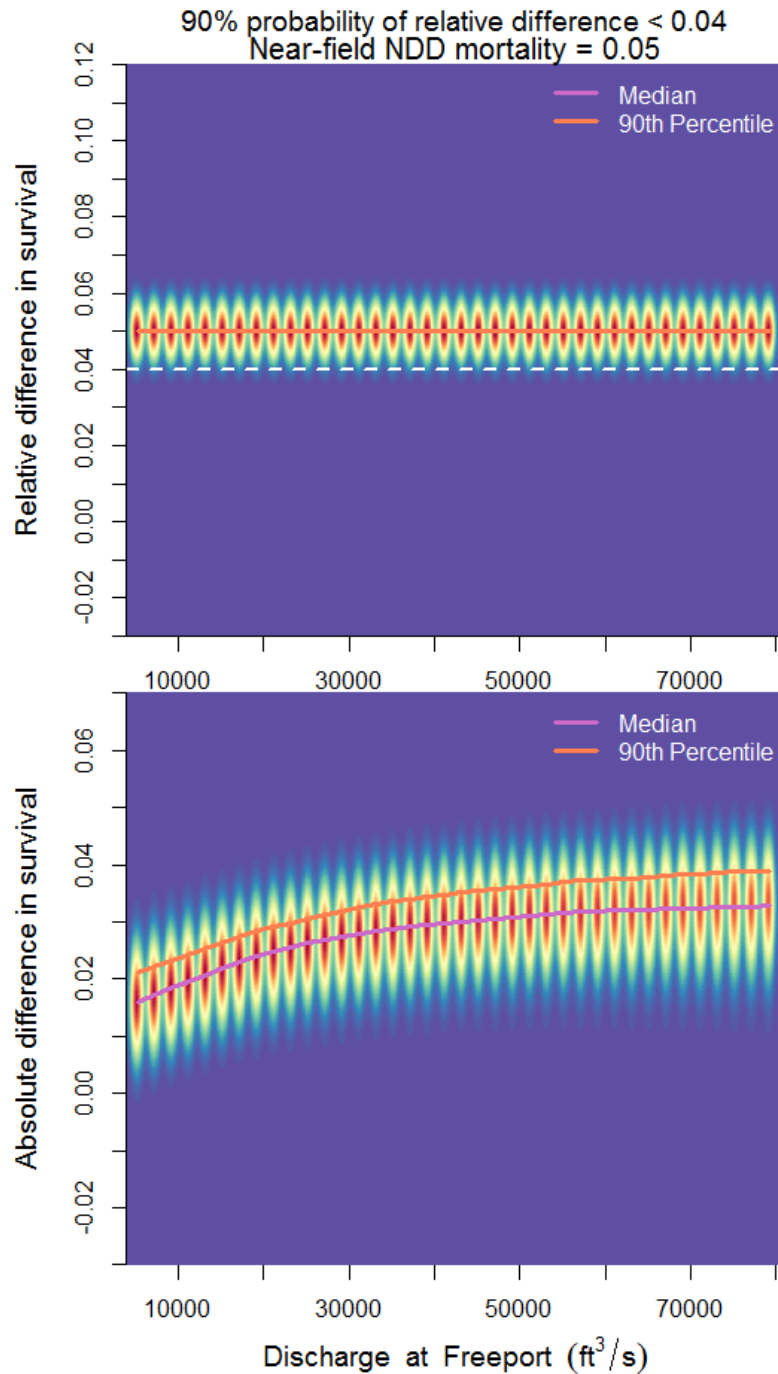 90% probability of relative difference < 0.04
Near-field NDD mortality = 0.05
Relative difference in survival
0.12
0.10
0.08
0.06
0.04
0.02
0.00
-0.02
Median
90th Percentile
10000 30000 50000 70000
Absolute difference in survival
0.06
0.04
0.02
0.00
-0.02
Median
90th Percentile
10000 30000 50000 70000
Discharge at Freeport (ft³/s)